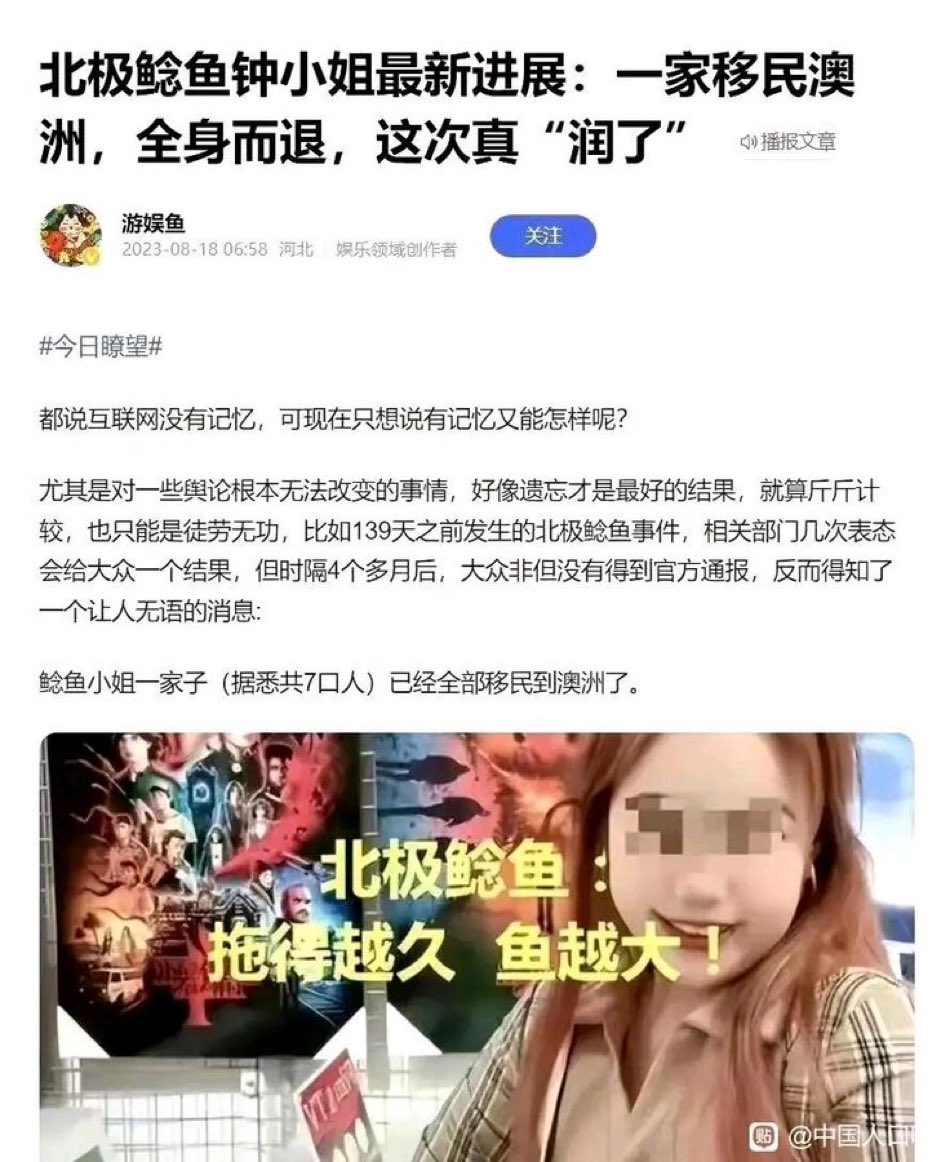 北极鲶鱼钟小姐最新进展：一家移民澳
洲，全身而退，这次真“润了”
播报文章
游娱鱼
2023-08-18 06:58 河北 娱乐领域创作者
关注
#今日瞭望#
都说互联网没有记忆，可现在只想说有记忆又能怎样呢？
尤其是对一些舆论根本无法改变的事情，好像遗忘才是最好的结果，就算斤斤计
较，也只能是徒劳无功，比如139天之前发生的北极鲶鱼事件，相关部门几次表态
会给大众一个结果，但时隔4个多月后，大众非但没有得到官方通报，反而得知了
一个让人无语的消息:
鲶鱼小姐一家子（据悉共7口人）已经全部移民到澳洲了。
北极鲶鱼：
拖得越久 鱼越大！
贴 @中国人口